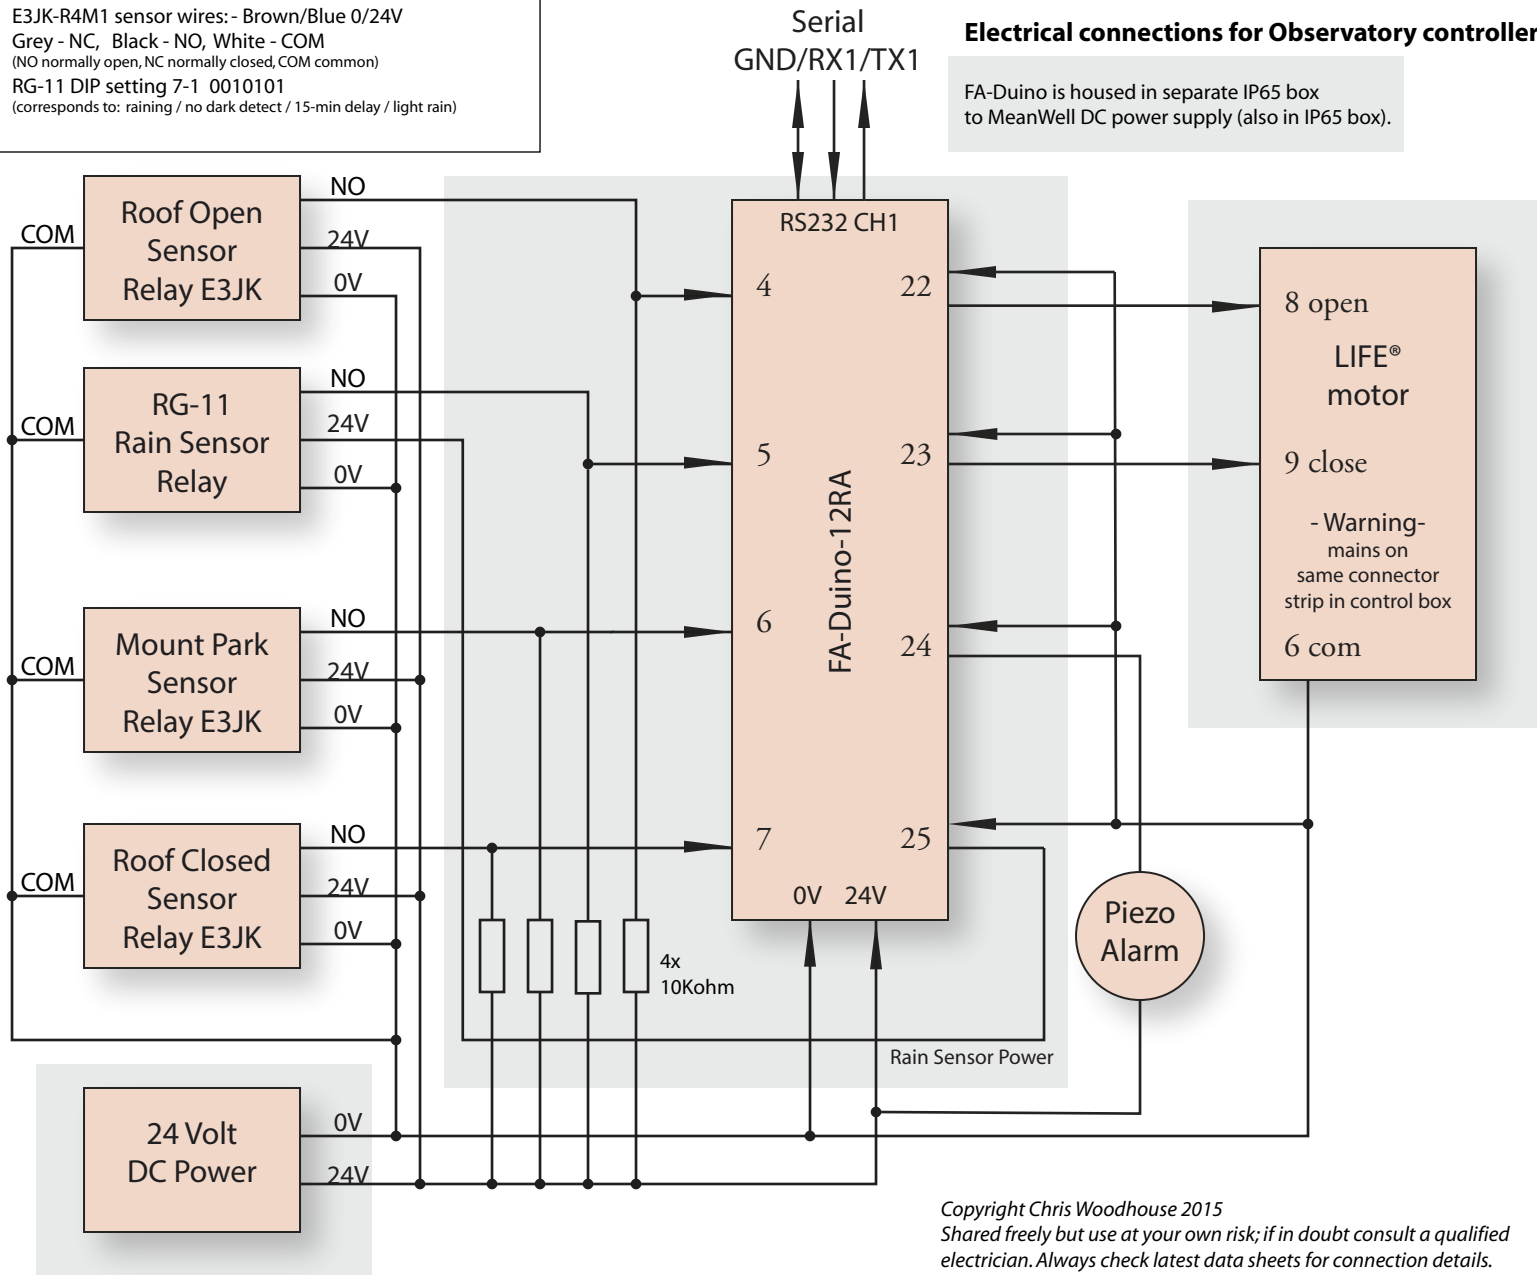 E3JK-R4M1 sensor wires: - Brown/Blue 0/24V
Grey - NC, Black - NO, White - COM
(NO normally open, NC normally closed, COM common)
RG-11 DIP setting 7-1 0010101
(corresponds to: raining / no dark detect / 15-min delay / light rain)
Serial
GND/RX1/TX1
Electrical connections for Observatory controller
FA-Duino is housed in separate IP65 box
to MeanWell DC power supply (also in IP65 box).
COM
Roof Open
Sensor
Relay E3JK
NO
24V
0V
COM
RG-11
Rain Sensor
Relay
NO
24V
0V
COM
Mount Park
Sensor
Relay E3JK
NO
24V
0V
COM
Roof Closed
Sensor
Relay E3JK
NO
24V
0V
24 Volt
DC Power
0V
24V
4x
10Kohm
RS232 CH1
4
5
6
7
FA-Duino-12RA
22
23
24
25
0V 24V
Rain Sensor Power
8 open
LIFE®
motor
9 close
- Warning-
mains on
same connector
strip in control box
6 com
Piezo
Alarm
Copyright Chris Woodhouse 2015
Shared freely but use at your own risk; if in doubt consult a qualified
electrician. Always check latest data sheets for connection details.